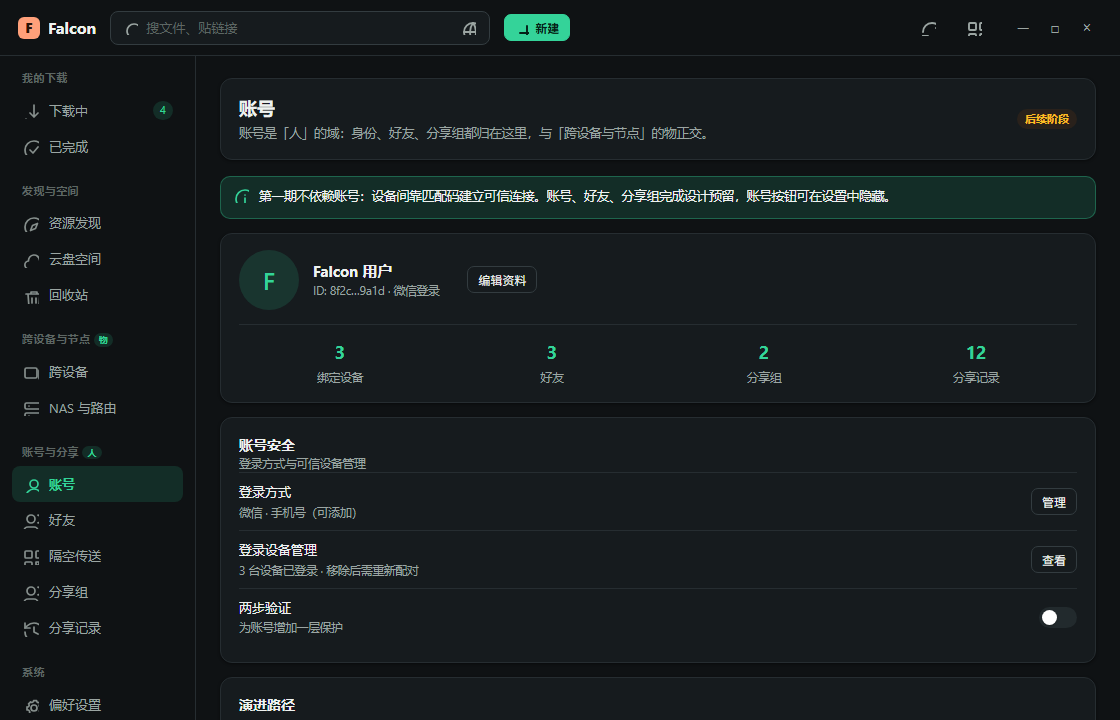 F Falcon
搜文件、贴链接
新建
我的下载
下载中 4
已完成
发现与空间
资源发现
云盘空间
回收站
跨设备与节点 物
跨设备
NAS 与路由
账号与分享 人
账号
好友
隔空传送
分享组
分享记录
系统
偏好设置
账号
账号是「人」的域：身份、好友、分享组都归在这里，与「跨设备与节点」的物正交。
后续阶段
第一期不依赖账号：设备间靠匹配码建立可信连接。账号、好友、分享组完成设计预留，账号按钮可在设置中隐藏。
F
Falcon 用户
ID: 8f2c...9a1d · 微信登录
编辑资料
3
绑定设备
3
好友
2
分享组
12
分享记录
账号安全
登录方式与可信设备管理
登录方式
微信 · 手机号（可添加）
管理
登录设备管理
3 台设备已登录 · 移除后需重新配对
查看
两步验证
为账号增加一层保护
演进路径